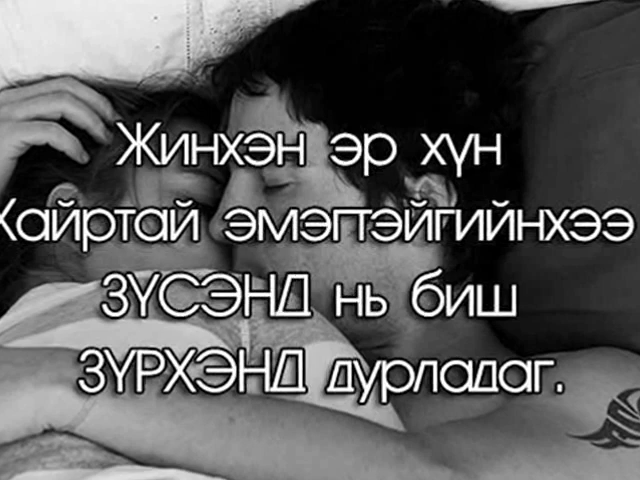 Жинхэн эр хүн
Хайртай эмэгтэйгийнхээ
ЗҮСЭНД нь биш
ЗҮРХЭНД дурладаг.